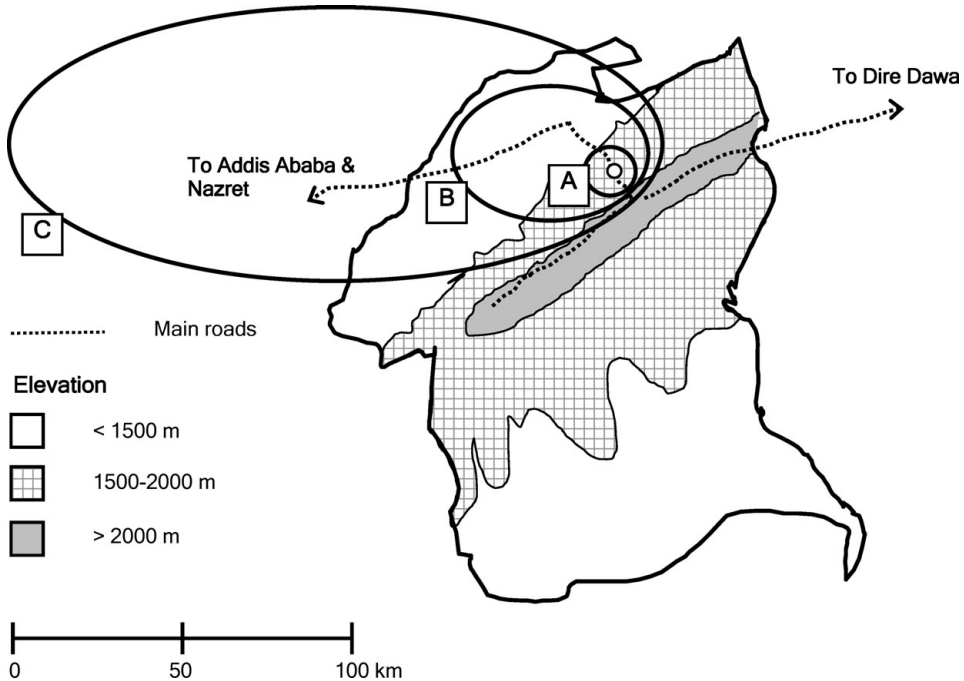 To Dire Dawa
To Addis Ababa &
Nazret
A
B
C
Main roads
Elevation
< 1500 m
1500-2000 m
> 2000 m
0 50 100 km